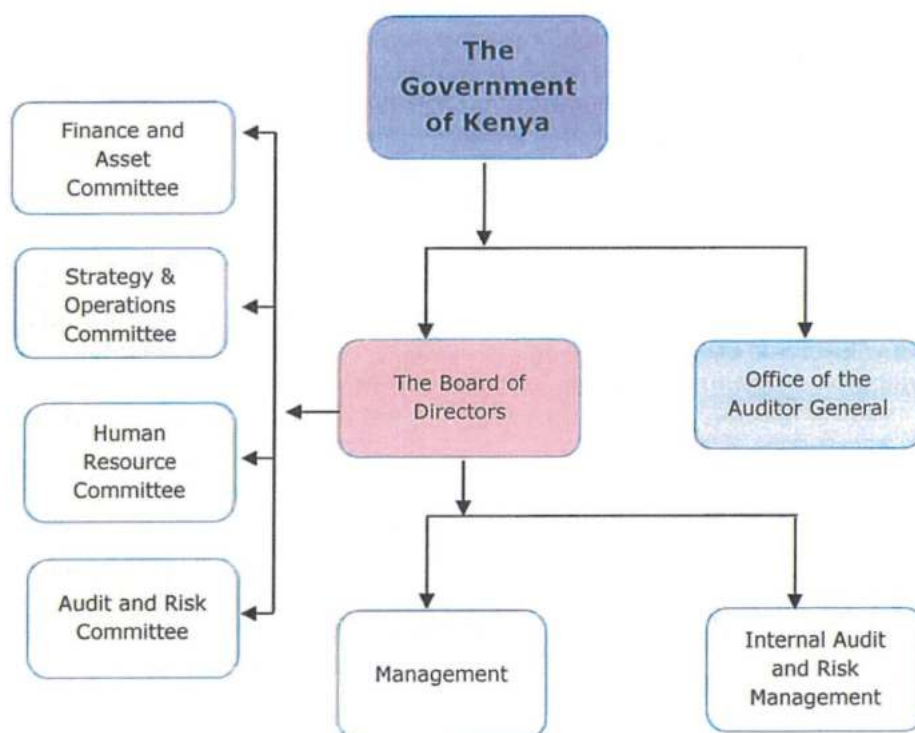 The
Government
of Kenya
Finance and
Asset
Committee
Strategy &
Operations
Committee
Human
Resource
Committee
Audit and Risk
Committee
The Board of
Directors
Office of the
Auditor General
Management
Internal Audit
and Risk
Management